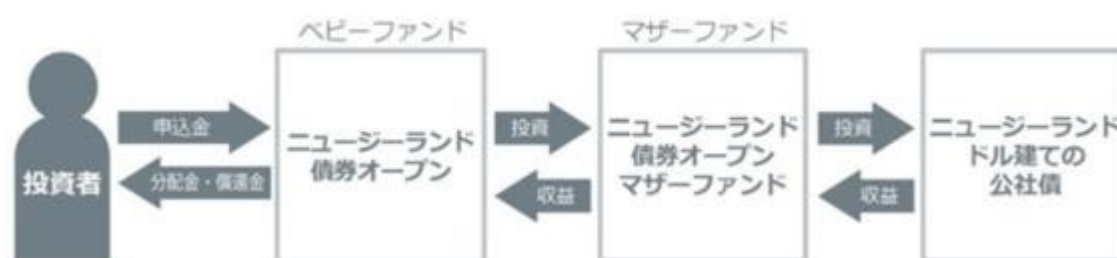 ベビーファンド
マザーファンド
投資者
申込金
分配金・償還金
ニュージーランド
債券オープン
投資
収益
ニュージーランド
債券オープン
マザーファンド
投資
収益
ニュージーランド
ドル建ての
公社債